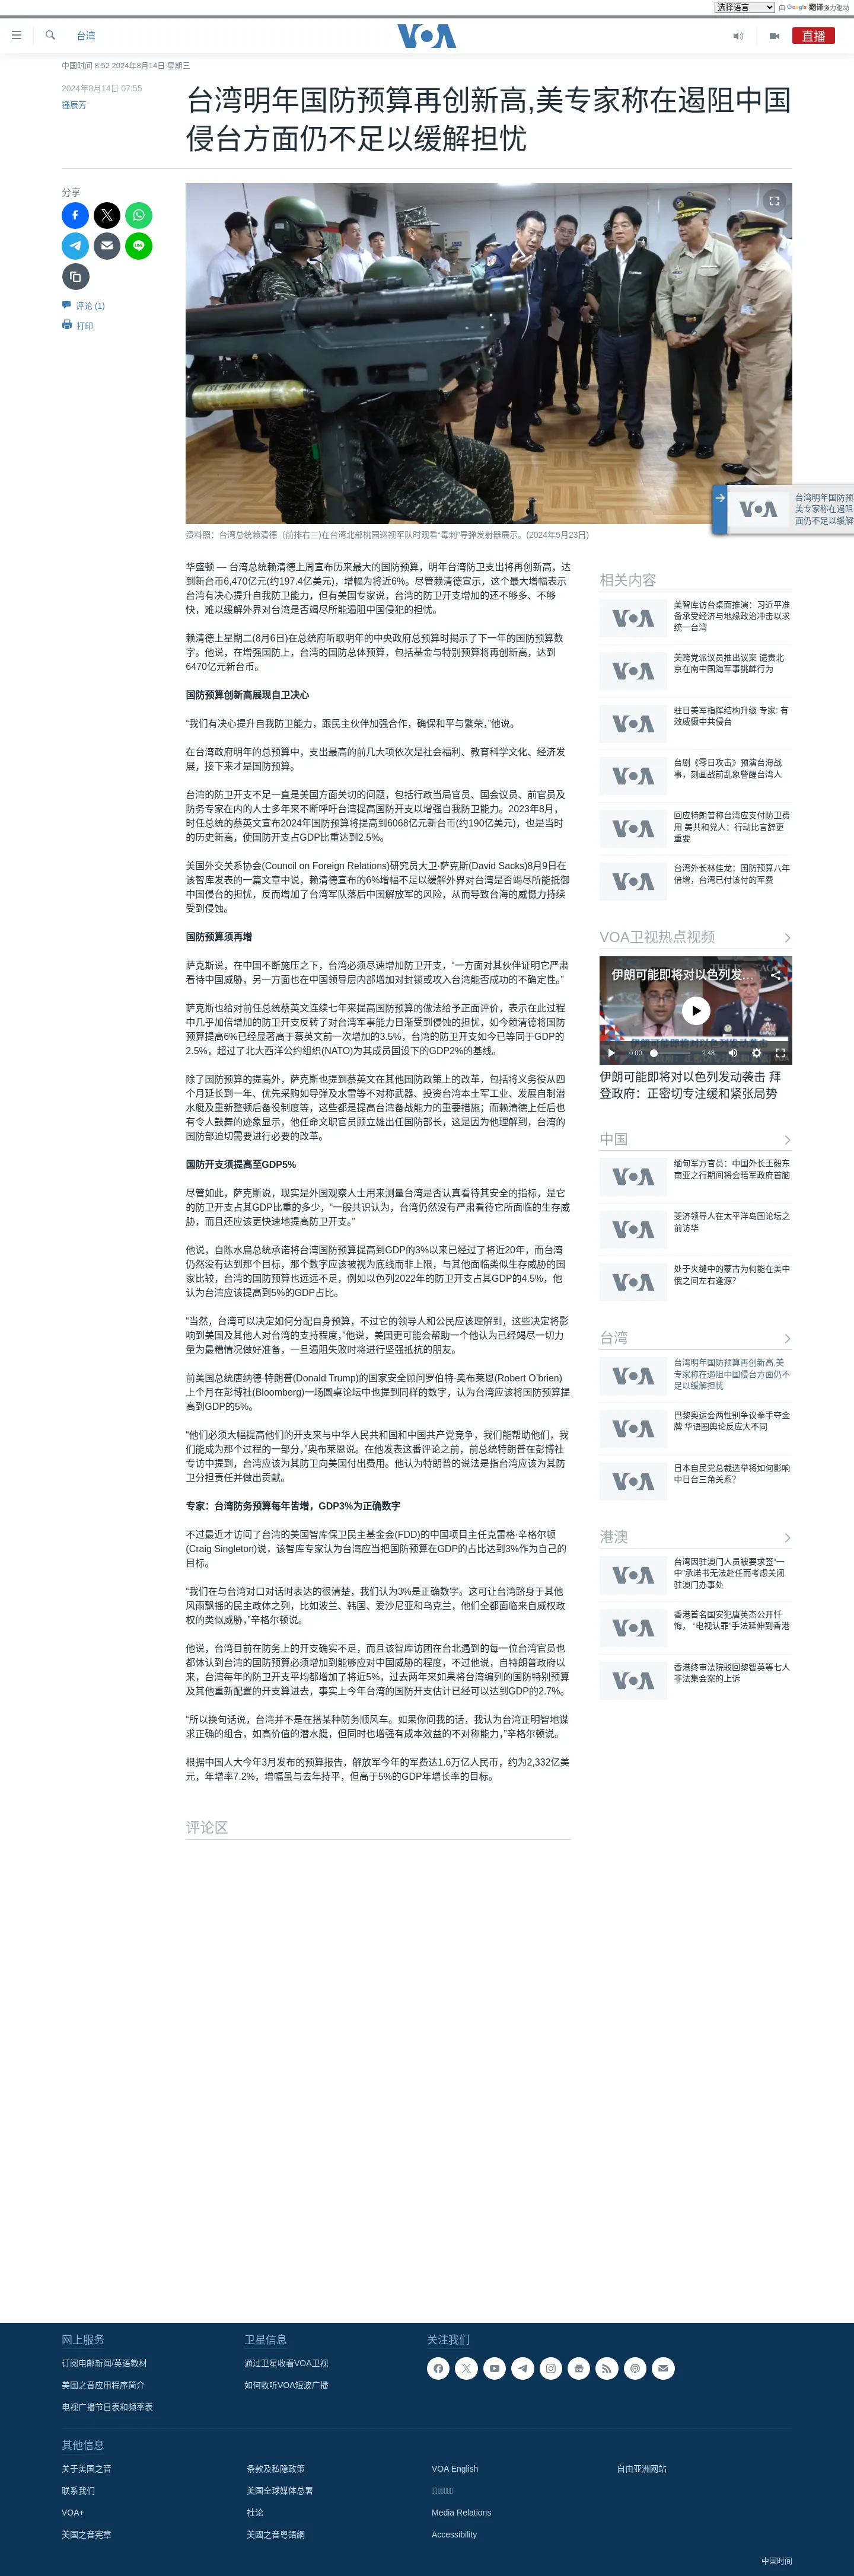 选择语言 由 Google 翻译强力驱动
台湾
VOA
直播
中国时间 8:52 2024年8月14日 星期三
2024年8月14日 07:55
锺辰芳
台湾明年国防预算再创新高,美专家称在遏阻中国
侵台方面仍不足以缓解担忧
分享
评论 (1)
打印
台湾明年国防预
美专家称在遏阻
面仍不足以缓解
VOA
资料照：台湾总统赖清德（前排右三)在台湾北部桃园巡视军队时观看“毒刺”导弹发射器展示。(2024年5月23日)
华盛顿 — 台湾总统赖清德上周宣布历来最大的国防预算，明年台湾防卫支出将再创新高，达
到新台币6,470亿元(约197.4亿美元)，增幅为将近6%。尽管赖清德宣示，这个最大增幅表示
台湾有决心提升自我防卫能力，但有美国专家说，台湾的防卫开支增加的还不够多、不够
快，难以缓解外界对台湾是否竭尽所能遏阻中国侵犯的担忧。
赖清德上星期二(8月6日)在总统府听取明年的中央政府总预算时揭示了下一年的国防预算数
字。他说，在增强国防上，台湾的国防总体预算，包括基金与特别预算将再创新高，达到
6470亿元新台币。
国防预算创新高展现自卫决心
“我们有决心提升自我防卫能力，跟民主伙伴加强合作，确保和平与繁荣，”他说。
在台湾政府明年的总预算中，支出最高的前几大项依次是社会福利、教育科学文化、经济发
展，接下来才是国防预算。
台湾的防卫开支不足一直是美国方面关切的问题，包括行政当局官员、国会议员、前官员及
防务专家在内的人士多年来不断呼吁台湾提高国防开支以增强自我防卫能力。2023年8月，
时任总统的蔡英文宣布2024年国防预算将提高到6068亿元新台币(约190亿美元)，也是当时
的历史新高，使国防开支占GDP比重达到2.5%。
美国外交关系协会(Council on Foreign Relations)研究员大卫·萨克斯(David Sacks)8月9日在
该智库发表的一篇文章中说，赖清德宣布的6%增幅不足以缓解外界对台湾是否竭尽所能抵御
中国侵台的担忧，反而增加了台湾军队落后中国解放军的风险，从而导致台海的威慑力持续
受到侵蚀。
国防预算须再增
萨克斯说，在中国不断施压之下，台湾必须尽速增加防卫开支，“一方面对其伙伴证明它严肃
看待中国威胁，另一方面也在中国领导层内部增加对封锁或攻入台湾能否成功的不确定性。”
萨克斯也给对前任总统蔡英文连续七年来提高国防预算的做法给予正面评价，表示在此过程
中几乎加倍增加的防卫开支反转了对台湾军事能力日渐受到侵蚀的担忧，如今赖清德将国防
预算提高6%已经显著高于蔡英文前一次增加的3.5%，台湾的防卫开支如今已等同于GDP的
2.5%，超过了北大西洋公约组织(NATO)为其成员国设下的GDP2%的基线。
除了国防预算的提高外，萨克斯也提到蔡英文在其他国防政策上的改革，包括将义务役从四
个月延长到一年、优先采购如导弹及水雷等不对称武器、投资台湾本土军工业、发展自制潜
水艇及重新整顿后备役制度等，这些都是提高台湾备战能力的重要措施；而赖清德上任后也
有令人鼓舞的迹象显示，他任命文职官员顾立雄出任国防部长，这是因为他理解到，台湾的
国防部迫切需要进行必要的改革。
国防开支须提高至GDP5%
尽管如此，萨克斯说，现实是外国观察人士用来测量台湾是否认真看待其安全的指标，是它
的防卫开支占其GDP比重的多少，“一般共识认为，台湾仍然没有严肃看待它所面临的生存威
胁，而且还应该更快速地提高防卫开支。”
他说，自陈水扁总统承诺将台湾国防预算提高到GDP的3%以来已经过了将近20年，而台湾
仍然没有达到那个目标，那个数字应该被视为底线而非上限，与其他面临类似生存威胁的国
家比较，台湾的国防预算也远远不足，例如以色列2022年的防卫开支占其GDP的4.5%，他
认为台湾应该提高到5%的GDP占比。
“当然，台湾可以决定如何分配自身预算，不过它的领导人和公民应该理解到，这些决定将影
响到美国及其他人对台湾的支持程度，”他说，美国更可能会帮助一个他认为已经竭尽一切力
量为最糟情况做好准备，一旦遏阻失败时将进行坚强抵抗的朋友。
前美国总统唐纳德·特朗普(Donald Trump)的国家安全顾问罗伯特·奥布莱恩(Robert O'brien)
上个月在彭博社(Bloomberg)一场圆桌论坛中也提到同样的数字，认为台湾应该将国防预算提
高到GDP的5%。
“他们必须大幅提高他们的开支来与中华人民共和国和中国共产党竞争，我们能帮助他们，我
们能成为那个过程的一部分，”奥布莱恩说。在他发表这番评论之前，前总统特朗普在彭博社
专访中提到，台湾应该为其防卫向美国付出费用。他认为特朗普的说法是指台湾应该为其防
卫分担责任并做出贡献。
专家：台湾防务预算每年皆增，GDP3%为正确数字
不过最近才访问了台湾的美国智库保卫民主基金会(FDD)的中国项目主任克雷格·辛格尔顿
(Craig Singleton)说，该智库专家认为台湾应当把国防预算在GDP的占比达到3%作为自己的
目标。
“我们在与台湾对口对话时表达的很清楚，我们认为3%是正确数字。这可让台湾跻身于其他
风雨飘摇的民主政体之列，比如波兰、韩国、爱沙尼亚和乌克兰，他们全都面临来自威权政
权的类似威胁，”辛格尔顿说。
他说，台湾目前在防务上的开支确实不足，而且该智库访团在台北遇到的每一位台湾官员也
都体认到台湾的国防预算必须增加到能够应对中国威胁的程度，不过他说，自特朗普政府以
来，台湾每年的防卫开支平均都增加了将近5%，过去两年来如果将台湾编列的国防特别预算
及其他重新配置的开支算进去，事实上今年台湾的国防开支估计已经可以达到GDP的2.7%。
“所以换句话说，台湾并不是在搭某种防务顺风车。如果你问我的话，我认为台湾正明智地谋
求正确的组合，如高价值的潜水艇，但同时也增强有成本效益的不对称能力，”辛格尔顿说。
根据中国人大今年3月发布的预算报告，解放军今年的军费达1.6万亿人民币，约为2,332亿美
元，年增率7.2%，增幅虽与去年持平，但高于5%的GDP年增长率的目标。
评论区
相关内容
VOA
美智库访台桌面推演：习近平准
备承受经济与地缘政治冲击以求
统一台湾
VOA
美跨党派议员推出议案 谴责北
京在南中国海军事挑衅行为
VOA
驻日美军指挥结构升级 专家: 有
效威慑中共侵台
VOA
台剧《零日攻击》预演台海战
事，刻画战前乱象警醒台湾人
VOA
回应特朗普称台湾应支付防卫费
用 美共和党人：行动比言辞更
重要
VOA
台湾外长林佳龙：国防预算八年
倍增，台湾已付该付的军费
VOA卫视热点视频
伊朗可能即将对以色列发…
0:00
2:48
伊朗可能即将对以色列发动袭击 拜
登政府：正密切专注缓和紧张局势
中国
VOA
缅甸军方官员：中国外长王毅东
南亚之行期间将会晤军政府首脑
VOA
斐济领导人在太平洋岛国论坛之
前访华
VOA
处于夹缝中的蒙古为何能在美中
俄之间左右逢源？
台湾
VOA
台湾明年国防预算再创新高,美
专家称在遏阻中国侵台方面仍不
足以缓解担忧
VOA
巴黎奥运会两性别争议拳手夺金
牌 华语圈舆论反应大不同
VOA
日本自民党总裁选举将如何影响
中日台三角关系？
港澳
VOA
台湾因驻澳门人员被要求签“一
中”承诺书无法赴任而考虑关闭
驻澳门办事处
VOA
香港首名国安犯唐英杰公开忏
悔，“电视认罪”手法延伸到香港
VOA
香港终审法院驳回黎智英等七人
非法集会案的上诉
网上服务
订阅电邮新闻/英语教材
美国之音应用程序简介
电视广播节目表和频率表
卫星信息
通过卫星收看VOA卫视
如何收听VOA短波广播
关注我们
其他信息
关于美国之音
联系我们
VOA+
美国之音宪章
条款及私隐政策
美国全球媒体总署
社论
美國之音粵語網
VOA English
Media Relations
Accessibility
自由亚洲网站
中国时间